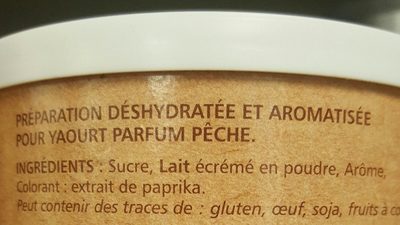 PRÉPARATION DÉSHYDRATÉE ET AROMATISÉE
POUR YAOURT PARFUM PÊCHE.
INGRÉDIENTS : Sucre, Lait écrémé en poudre, Arôme,
Colorant : extrait de paprika.
Peut contenir des traces de : gluten, œuf, soja, fruits à co